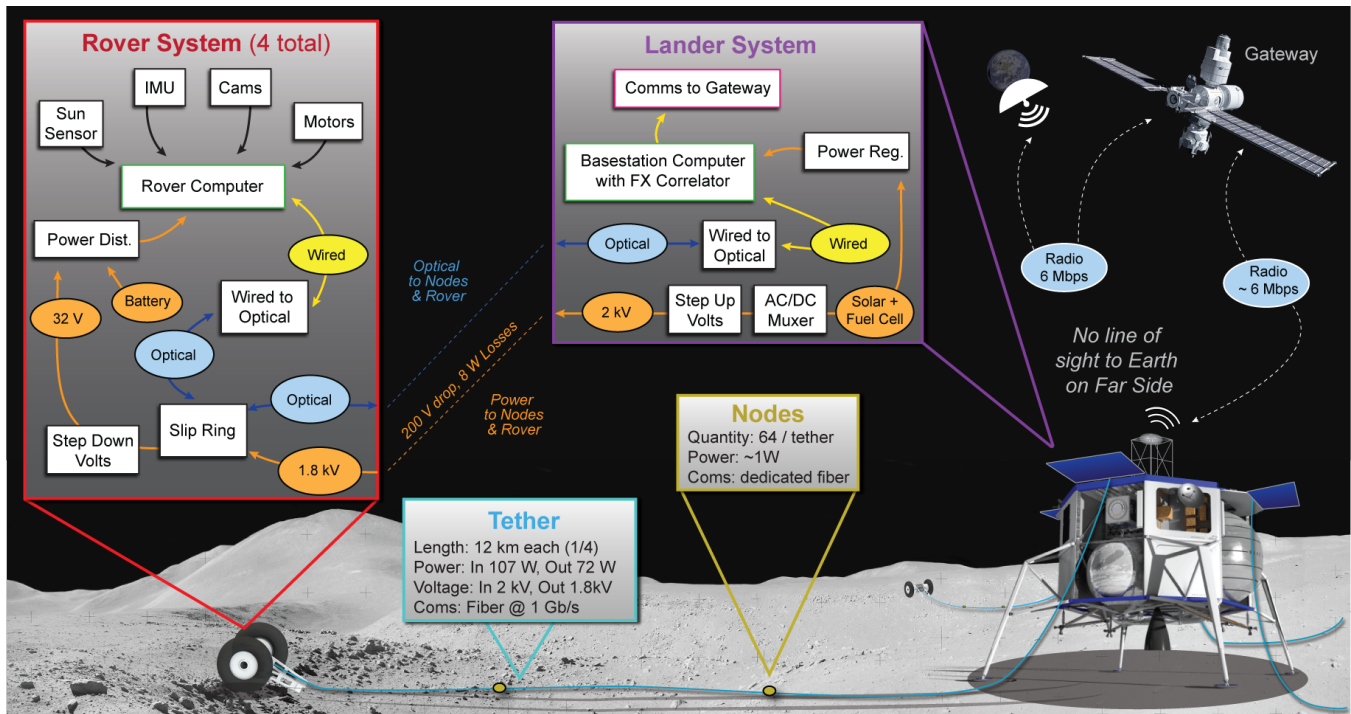 Rover System (4 total)
IMU
Cams
Sun
Sensor
Motors
Rover Computer
Power Dist.
Wired
Battery
32 V
Wired to
Optical
Optical
Optical
Slip Ring
Step Down
Volts
1.8 kV
Optical
to Nodes
& Rover
200 V drop, 8 W Losses
Power
to Nodes
& Rover
Lander System
Comms to Gateway
Basestation Computer
with FX Correlator
Power Reg.
Optical
Wired to
Optical
Wired
2 kV
Step Up
Volts
AC/DC
Muxer
Solar +
Fuel Cell
Gateway
Radio
6 Mbps
Radio
~ 6 Mbps
No line of
sight to Earth
on Far Side
Nodes
Quantity: 64 / tether
Power: ~1W
Coms: dedicated fiber
Tether
Length: 12 km each (1/4)
Power: In 107 W, Out 72 W
Voltage: In 2 kV, Out 1.8kV
Coms: Fiber @ 1 Gb/s